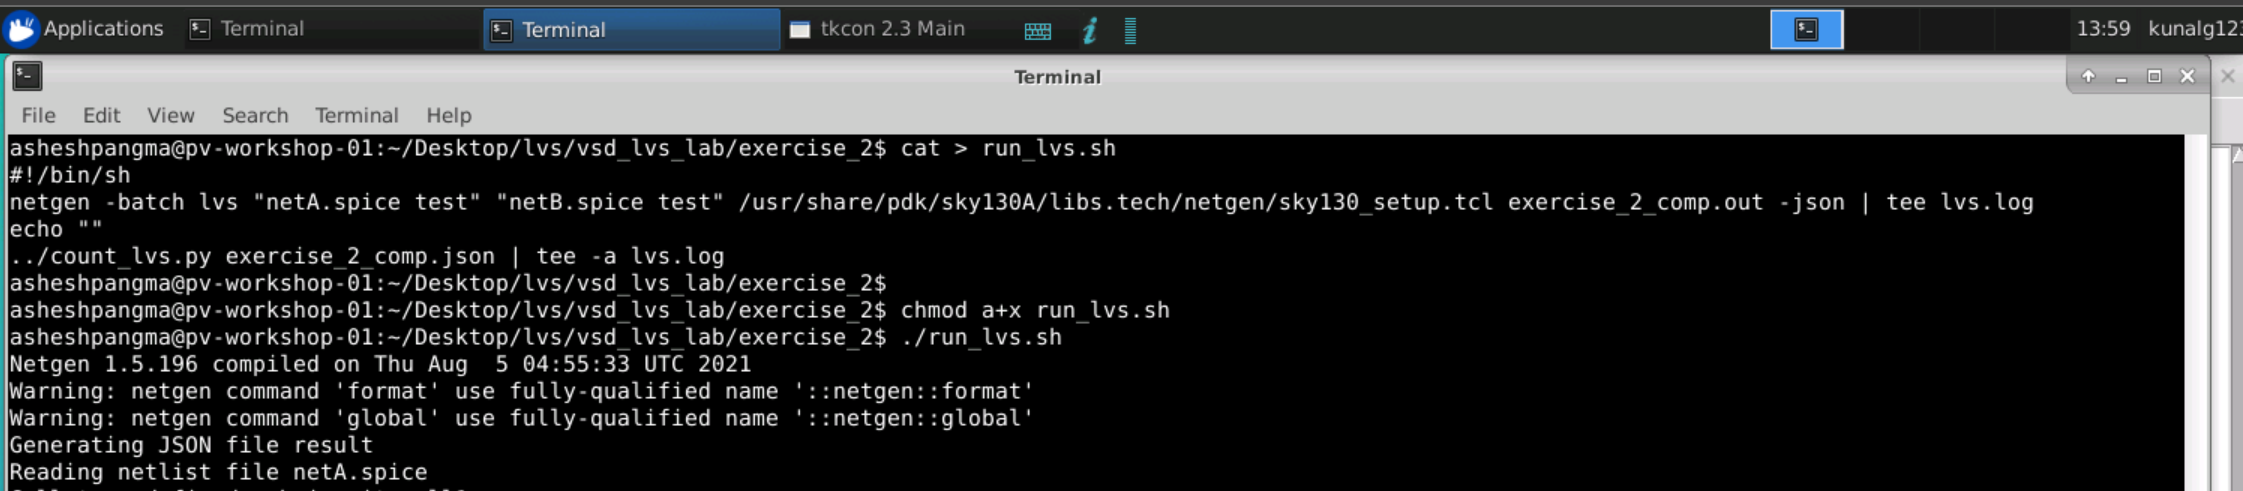 Applications Terminal Terminal tkcon 2.3 Main 13:59 kunalg123
Terminal
File Edit View Search Terminal Help
asheshpangma@pv-workshop-01:~/Desktop/lvs/vsd_lvs_lab/exercise_2$ cat > run_lvs.sh
#!/bin/sh
netgen -batch lvs "netA.spice test" "netB.spice test" /usr/share/pdk/sky130A/libs.tech/netgen/sky130_setup.tcl exercise_2_comp.out -json | tee lvs.log
echo ""
../count_lvs.py exercise_2_comp.json | tee -a lvs.log
asheshpangma@pv-workshop-01:~/Desktop/lvs/vsd_lvs_lab/exercise_2$
asheshpangma@pv-workshop-01:~/Desktop/lvs/vsd_lvs_lab/exercise_2$ chmod a+x run_lvs.sh
asheshpangma@pv-workshop-01:~/Desktop/lvs/vsd_lvs_lab/exercise_2$ ./run_lvs.sh
Netgen 1.5.196 compiled on Thu Aug  5 04:55:33 UTC 2021
Warning: netgen command 'format' use fully-qualified name '::netgen::format'
Warning: netgen command 'global' use fully-qualified name '::netgen::global'
Generating JSON file result
Reading netlist file netA.spice